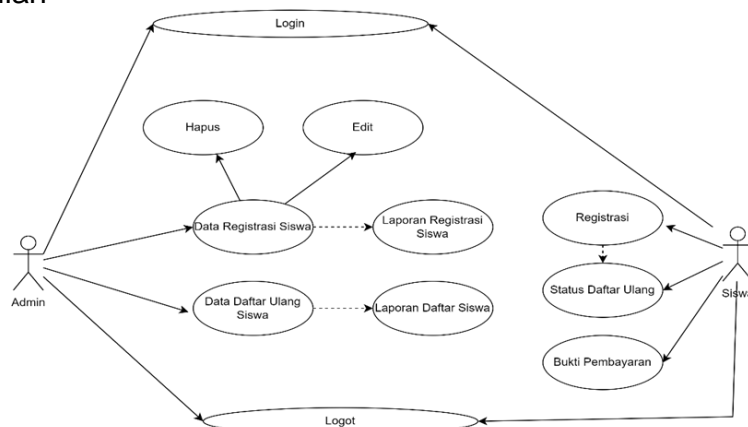 Login
Hapus
Edit
Data Registrasi Siswa
Laporan Registrasi
Siswa
Registrasi
Admin
Data Daftar Ulang
Siswa
Laporan Daftar Siswa
Status Daftar Ulang
Siswa
Bukti Pembayaran
Logot